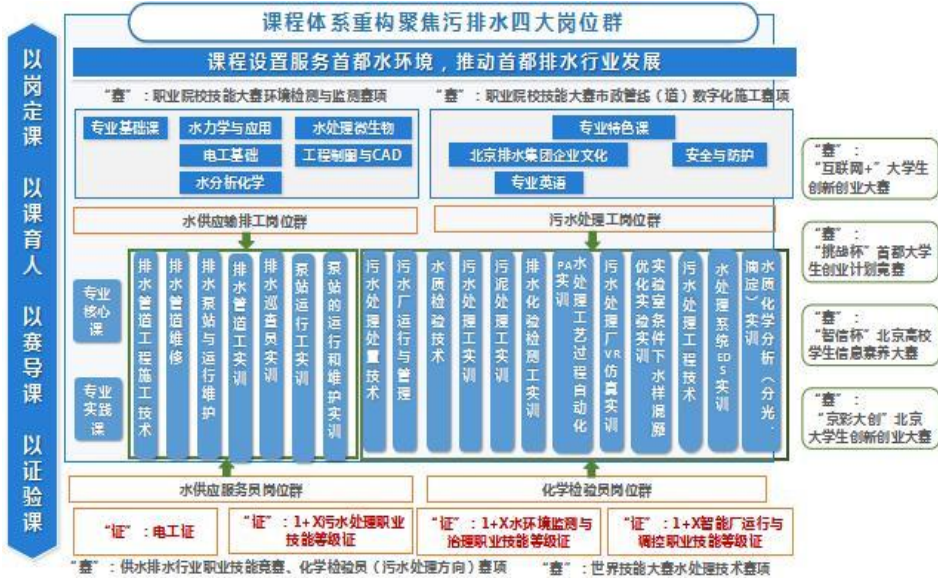 课程体系重构聚焦污排水四大岗位群
课程设置服务首都水环境，推动首都排水行业发展
以岗定课 以课育人 以赛导课 以证验课
“赛”：职业院校技能大赛环境检测与监测赛项
“赛”：职业院校技能大赛市政管线（道）数字化施工赛项
专业基础课
水力学与应用
水处理微生物
电工基础
工程制图与CAD
水分析化学
专业特色课
北京排水集团企业文化
安全与防护
专业英语
水供应输排工岗位群
污水处理工岗位群
专业
核心
课
专业
实践
课
排水管道工程施工技术
排水管道维修
排水泵站与运行维护
排水管道工实训
排水巡查员实训
泵站运行工实训
泵站的运行和维护实训
污水处理处置技术
污水厂运行与管理
水质检验技术
污水处理工实训
污泥处理工实训
排水化验检测工实训
水处理工艺过程自动化
PA实训
污水处理厂VR仿真实训
实验室条件下水样混凝
优化实验实训
污水处理工程技术
水处理系统EDS实训
水质化学分析（分光、
滴淀）实训
水供应服务员岗位群
化学检验员岗位群
“证”：电工证
“证”：1+X污水处理职业
技能等级证
“证”：1+X水环境监测与
治理职业技能等级证
“证”：1+X智能厂运行与
调控职业技能等级证
“赛”：供水排水行业职业技能竞赛、化学检验员（污水处理方向）赛项
“赛”：世界技能大赛水处理技术赛项
“赛”：
“互联网+”大学生
创新创业大赛
“赛”：
“挑战杯”首都大学
生创业计划竞赛
“赛”：
“智信杯”北京高校
学生信息素养大赛
“赛”：
“京彩大创”北京
大学生创新创业大赛